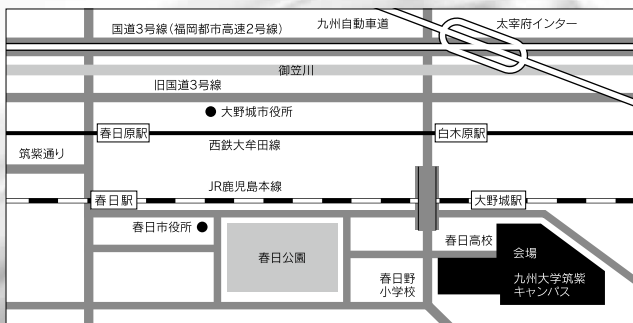 国道3号線（福岡都市高速2号線）
九州自動車道
太宰府インター
御笠川
旧国道3号線
大野城市役所
春日原駅
白木原駅
西鉄大牟田線
筑紫通り
JR鹿児島本線
春日駅
大野城駅
春日市役所
春日高校
会場
春日公園
春日野
小学校
九州大学筑紫
キャンパス